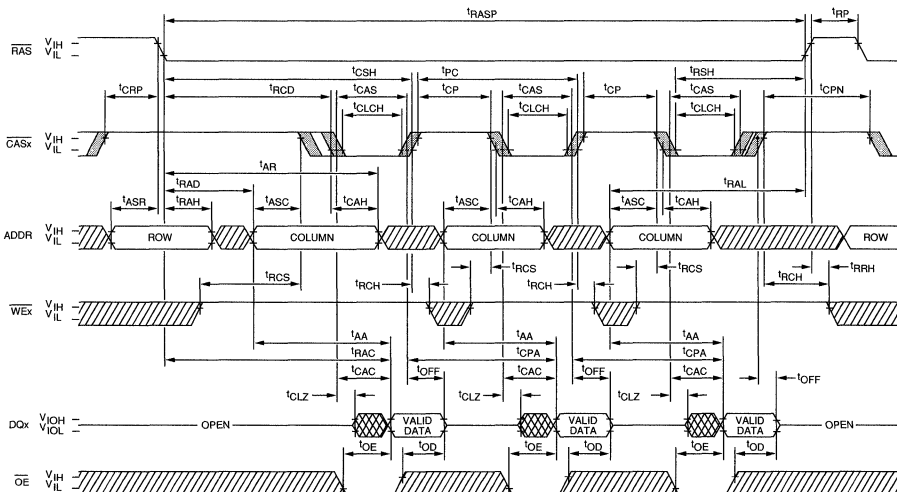 tRASP tRP
RAS VIH
VIL
tCSH tPC tRSH
tCRP tRCD tCAS tCP tCAS tCP tCAS tCPN
tCLCH tCLCH tCLCH
CASx VIH
VIL
tAR
tRAD tRAL
tASR tRAH tASC tCAH tASC tCAH tASC tCAH
ADDR VIH
VIL ROW COLUMN COLUMN COLUMN ROW
tRCS tRCH tRCS tRCH tRCS tRCH tRRH
WEx VIH
VIL
tAA tAA tAA
tRAC tCPA tCPA
tCAC tOFF tCAC tOFF tCAC tOFF
tCLZ tCLZ tCLZ
DQx VIOH
VIOL OPEN VALID DATA VALID DATA VALID DATA OPEN
tOE tOD tOE tOD tOE tOD
OE VIH
VIL